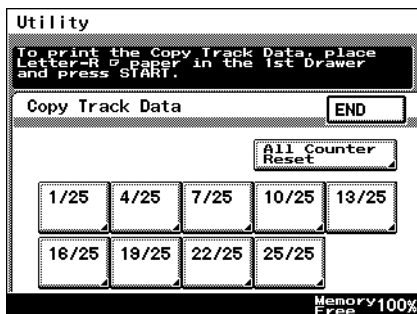 Utility
To print the Copy Track Data, place
Letter-R paper in the 1st Drawer
and press START.
Copy Track Data
END
All Counter
Reset
1/25 4/25 7/25 10/25 13/25
16/25 19/25 22/25 25/25
Memory 100%
Free